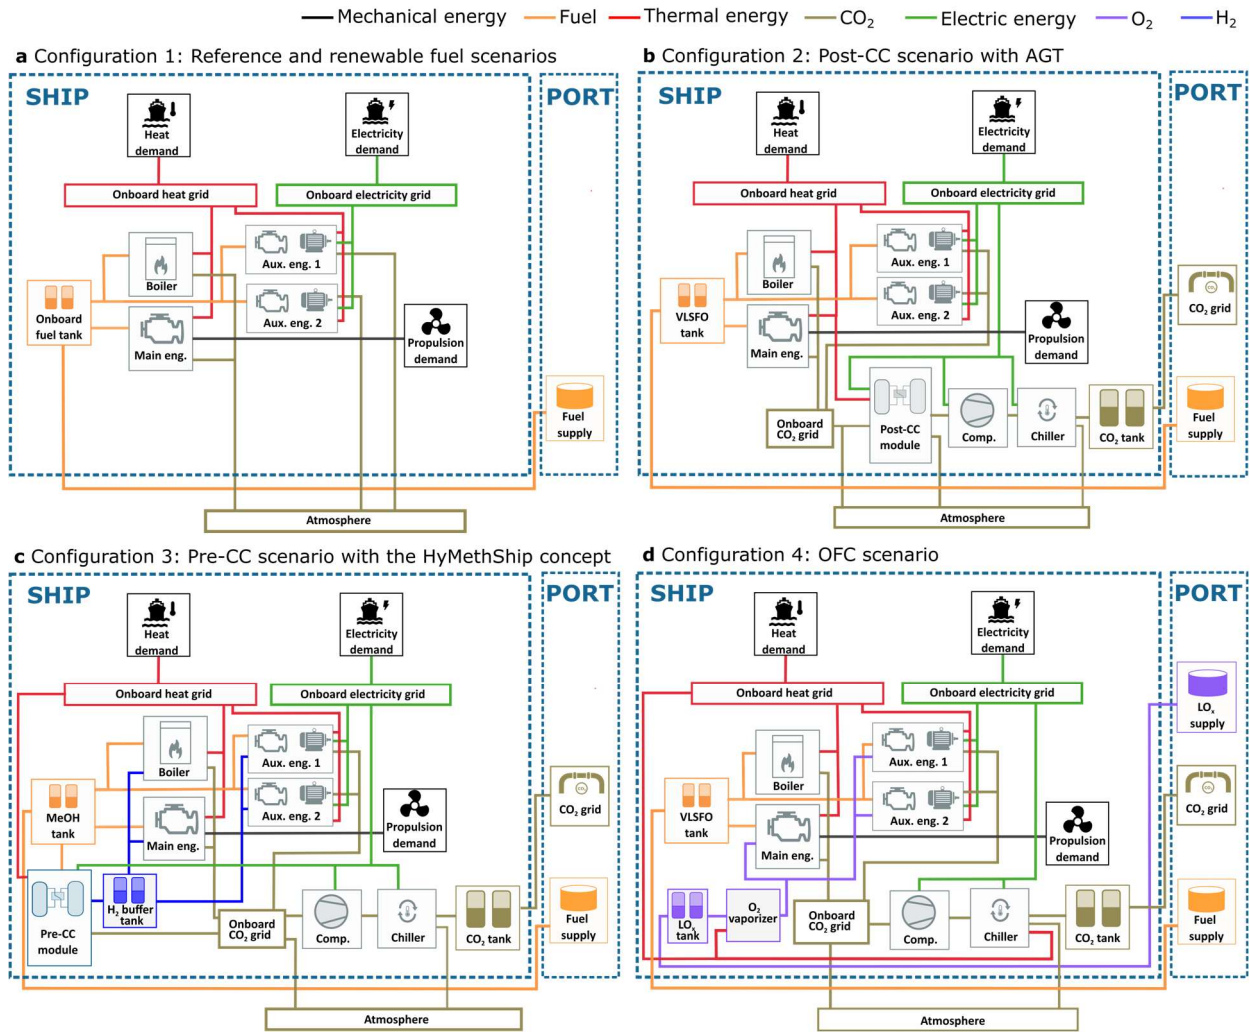 Mechanical energy Fuel Thermal energy CO₂ Electric energy O₂ H₂
a Configuration 1: Reference and renewable fuel scenarios
SHIP
PORT
Heat
demand
Electricity
demand
Onboard heat grid
Onboard electricity grid
Boiler
Aux. eng. 1
Onboard
fuel tank
Aux. eng. 2
Main eng.
Propulsion
demand
Fuel
supply
Atmosphere
b Configuration 2: Post-CC scenario with AGT
SHIP
PORT
Heat
demand
Electricity
demand
Onboard heat grid
Onboard electricity grid
Boiler
Aux. eng. 1
CO₂
CO₂ grid
VLSFO
tank
Aux. eng. 2
Main eng.
Propulsion
demand
Onboard
CO₂ grid
Post-CC
module
Comp.
Chiller
CO₂ tank
Fuel
supply
Atmosphere
c Configuration 3: Pre-CC scenario with the HyMethShip concept
SHIP
PORT
Heat
demand
Electricity
demand
Onboard heat grid
Onboard electricity grid
Boiler
Aux. eng. 1
CO₂
CO₂ grid
MeOH
tank
Aux. eng. 2
Main eng.
Propulsion
demand
Pre-CC
module
H₂ buffer
tank
Onboard
CO₂ grid
Comp.
Chiller
CO₂ tank
Fuel
supply
Atmosphere
d Configuration 4: OFC scenario
SHIP
PORT
Heat
demand
Electricity
demand
Onboard heat grid
Onboard electricity grid
LOₓ
supply
Boiler
Aux. eng. 1
CO₂
CO₂ grid
VLSFO
tank
Aux. eng. 2
Main eng.
Propulsion
demand
LOₓ
tank
O₂
vaporizer
Onboard
CO₂ grid
Comp.
Chiller
CO₂ tank
Fuel
supply
Atmosphere